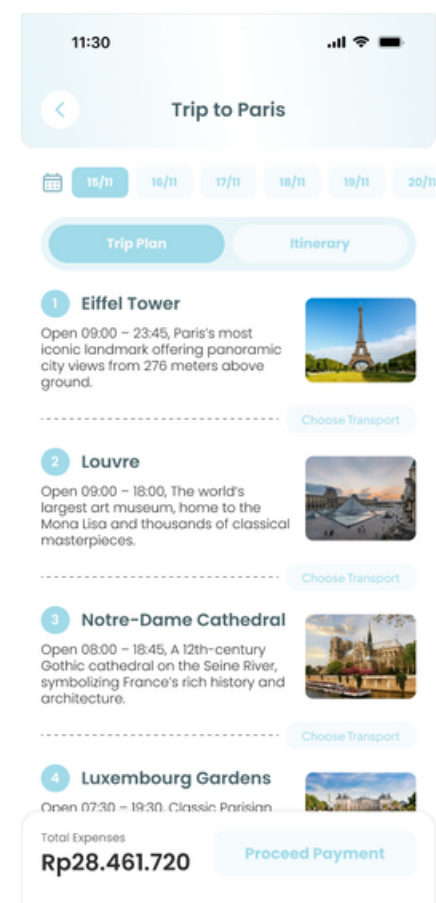 11:30
Trip to Paris
15/11 16/11 17/11 18/11 19/11 20/11
Trip Plan Itinerary
1 Eiffel Tower
Open 09:00 – 23:45, Paris's most
iconic landmark offering panoramic
city views from 276 meters above
ground.
Choose Transport
2 Louvre
Open 09:00 – 18:00, The world's
largest art museum, home to the
Mona Lisa and thousands of classical
masterpieces.
Choose Transport
3 Notre-Dame Cathedral
Open 08:00 – 18:45, A 12th-century
Gothic cathedral on the Seine River,
symbolizing France's rich history and
architecture.
Choose Transport
4 Luxembourg Gardens
Open 07:30 – 19:30, Classic Parisian
Total Expenses
Rp28.461.720
Proceed Payment